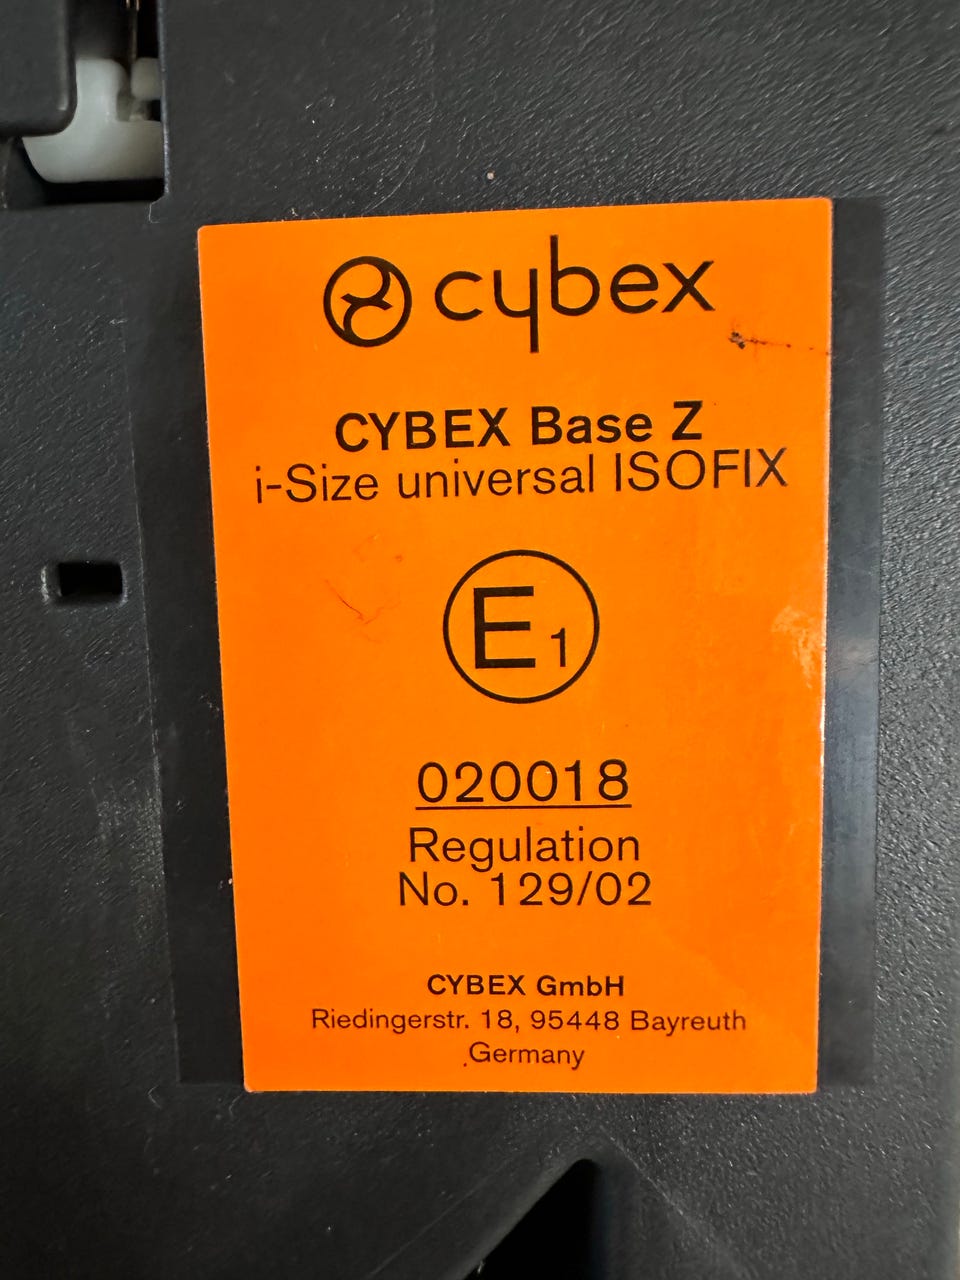 cybex
CYBEX Base Z
i-Size universal ISOFIX
E1
020018
Regulation
No. 129/02
CYBEX GmbH
Riedingerstr. 18, 95448 Bayreuth
Germany